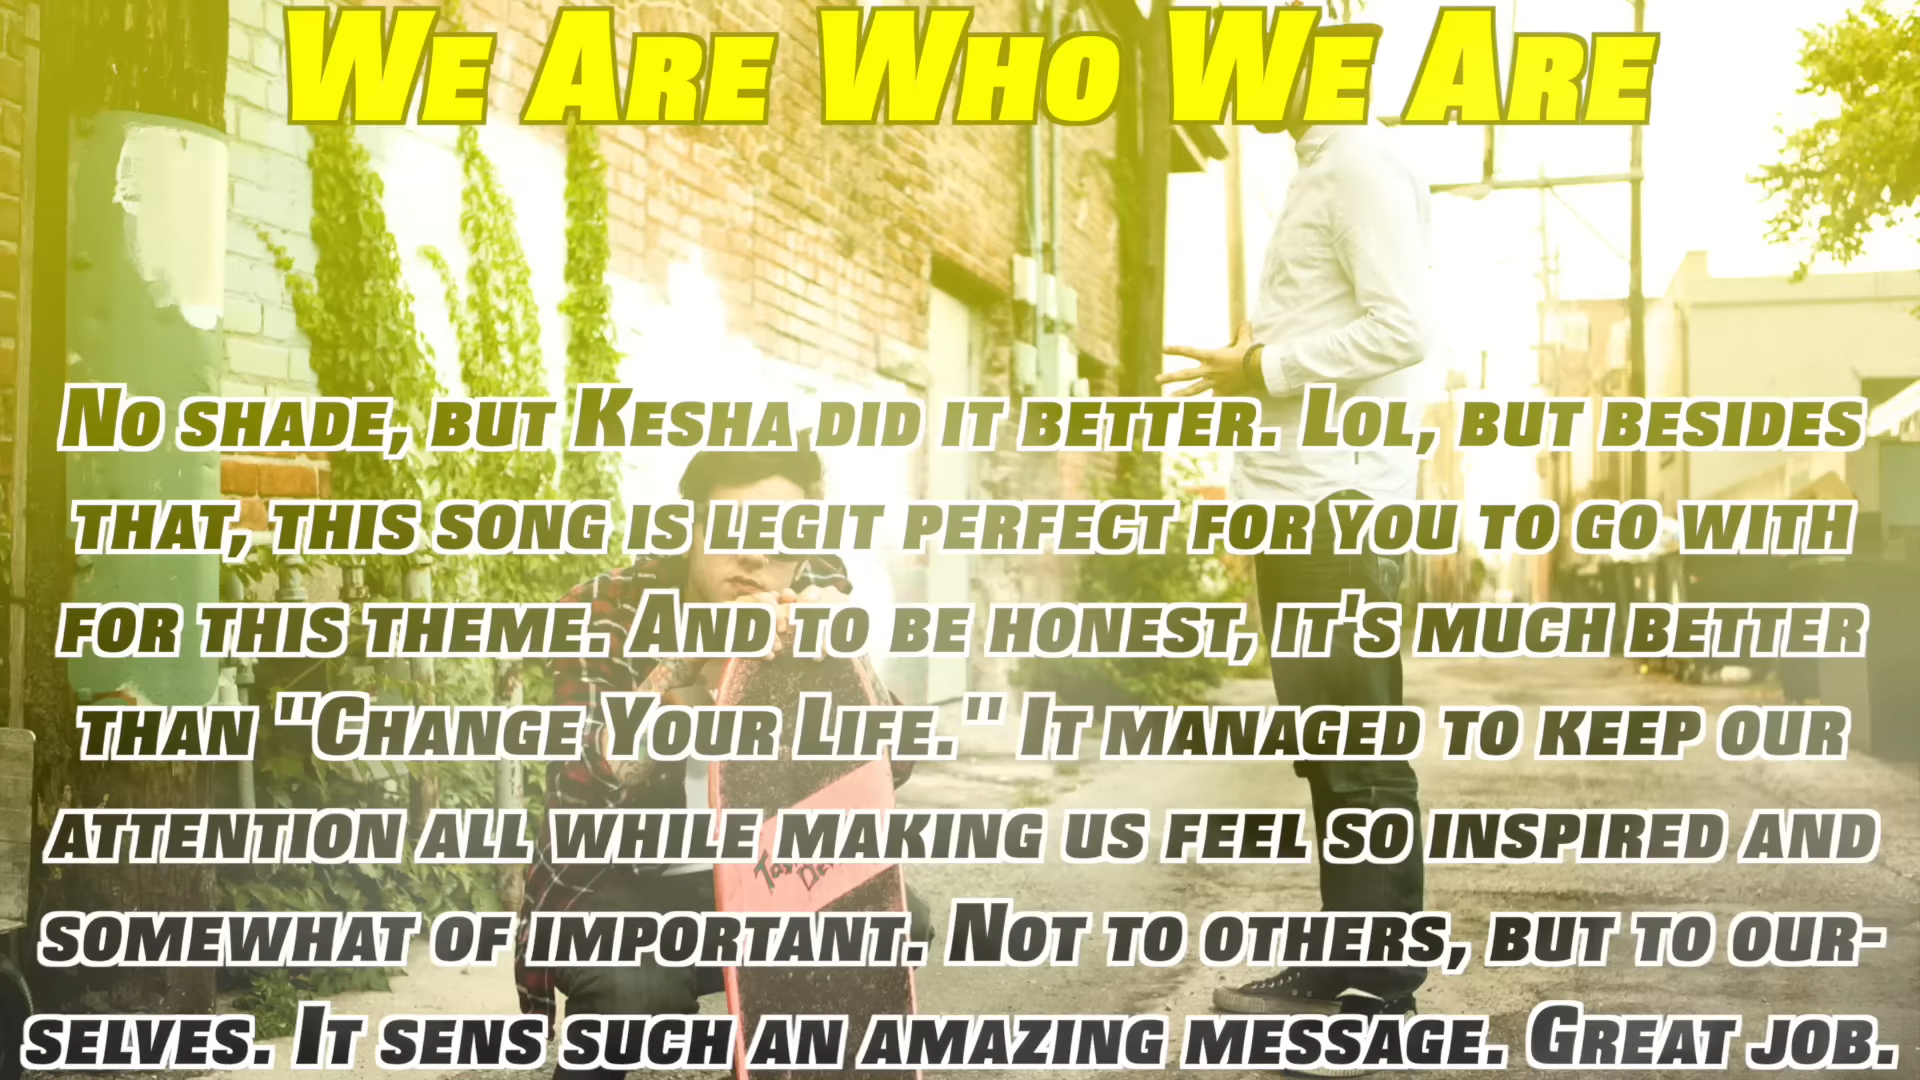 We Are Who We Are
No shade, but Kesha did it better. Lol, but besides
that, this song is legit perfect for you to go with
for this theme. And to be honest, it's much better
than "Change Your Life." It managed to keep our
attention all while making us feel so inspired and
somewhat of important. Not to others, but to our-
selves. It sens such an amazing message. Great job.